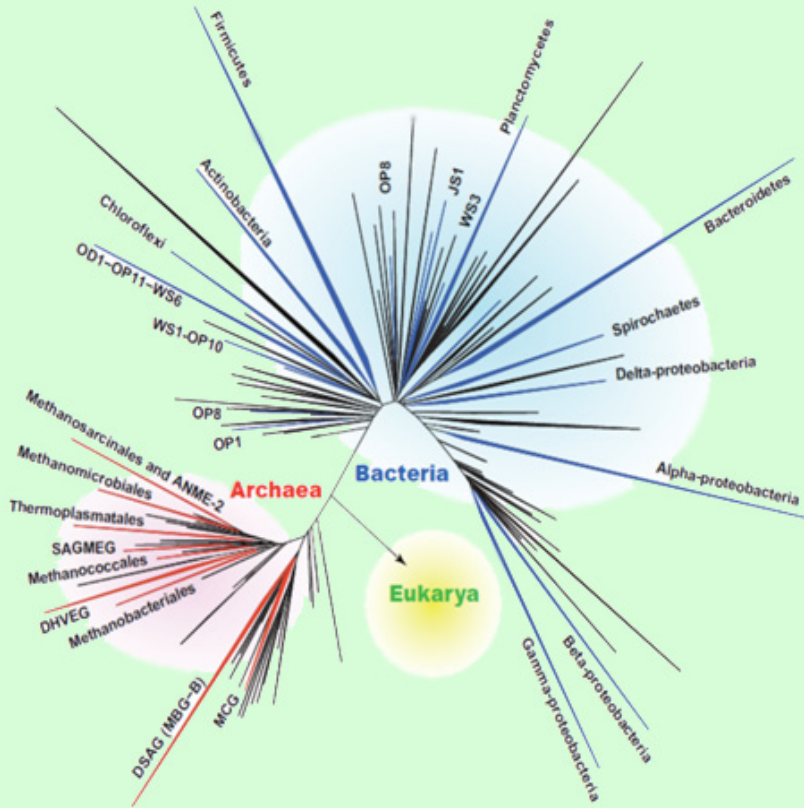 Firmicutes
Planctomycetes
Actinobacteria
OP8
JS1
WS3
Bacteroidetes
Chloroflexi
OD1-OP11-WS6
WS1-OP10
Spirochaetes
Delta-proteobacteria
OP8
OP1
Methanosarcinales and ANME-2
Methanomicrobiales
Archaea
Bacteria
Alpha-proteobacteria
Thermoplasmatales
SAGMEG
Methanococcales
DHVEG
Methanobacteriales
Eukarya
DSAG (MBG-B)
MCG
Gamma-proteobacteria
Beta-proteobacteria